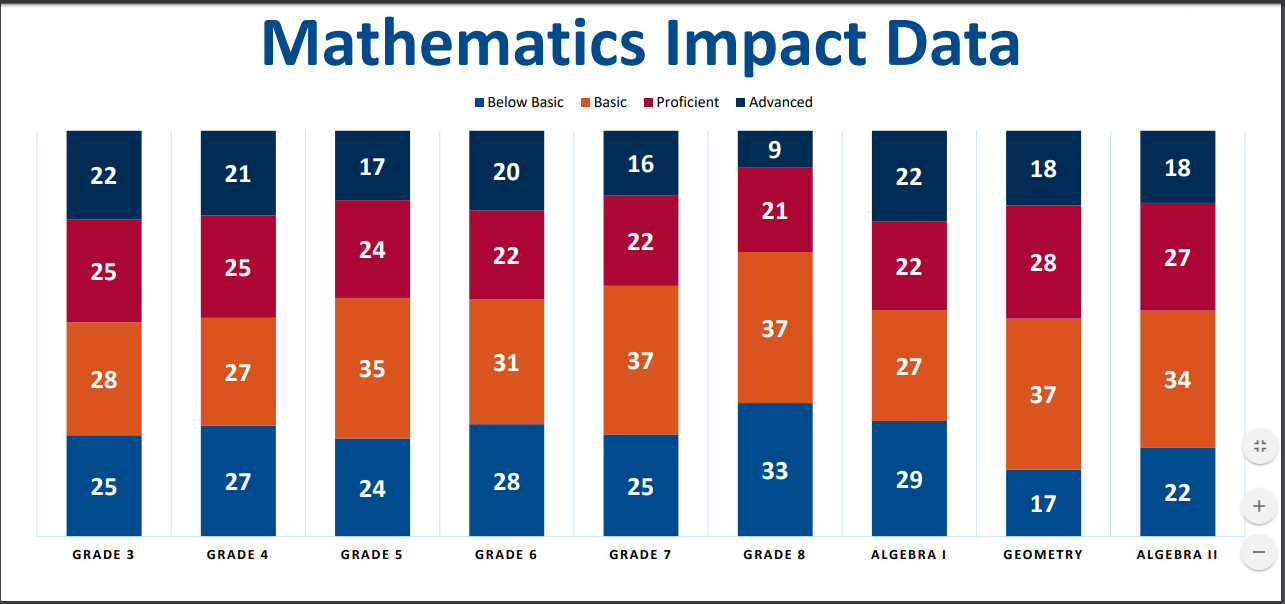 Mathematics Impact Data
Below Basic Basic Proficient Advanced
22 21 17 20 16 9 22 18 18
25 25 24 22 22 21 22 28 27
28 27 35 31 37 37 27 37 34
25 27 24 28 25 33 29 17 22
GRADE 3 GRADE 4 GRADE 5 GRADE 6 GRADE 7 GRADE 8 ALGEBRA I GEOMETRY ALGEBRA II